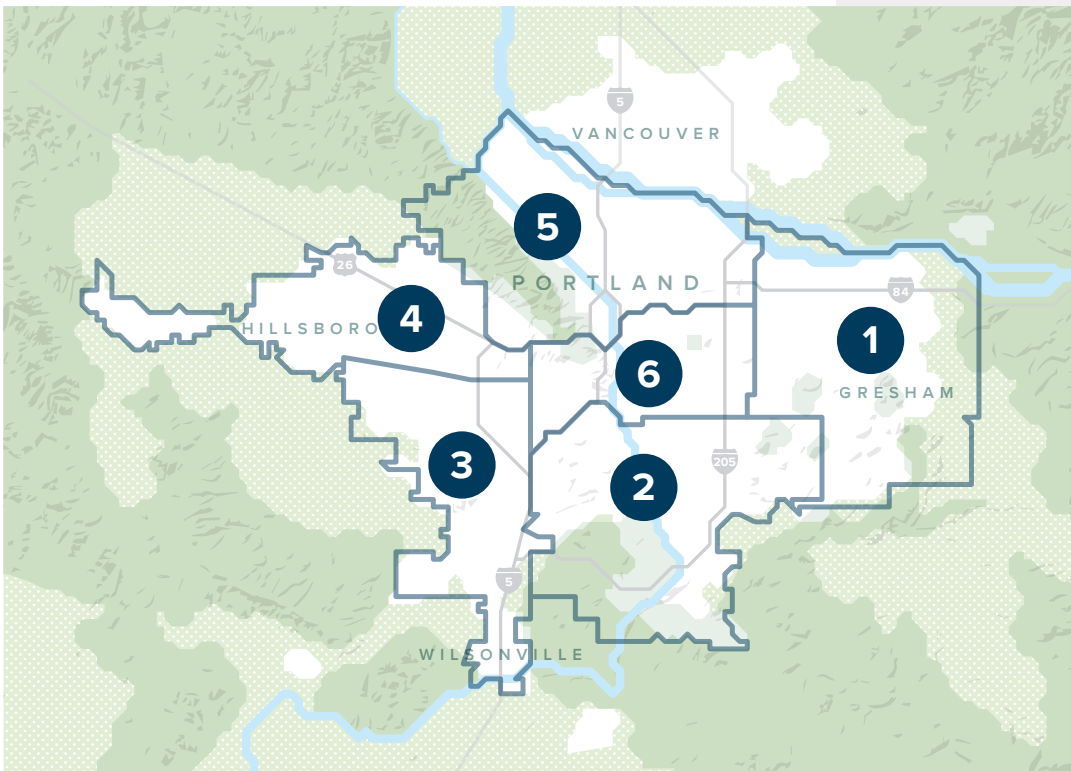 5
VANCOUVER
5
26
PORTLAND
84
HILLSBORO
4
1
6
GRESHAM
3
205
2
5
WILSONVILLE